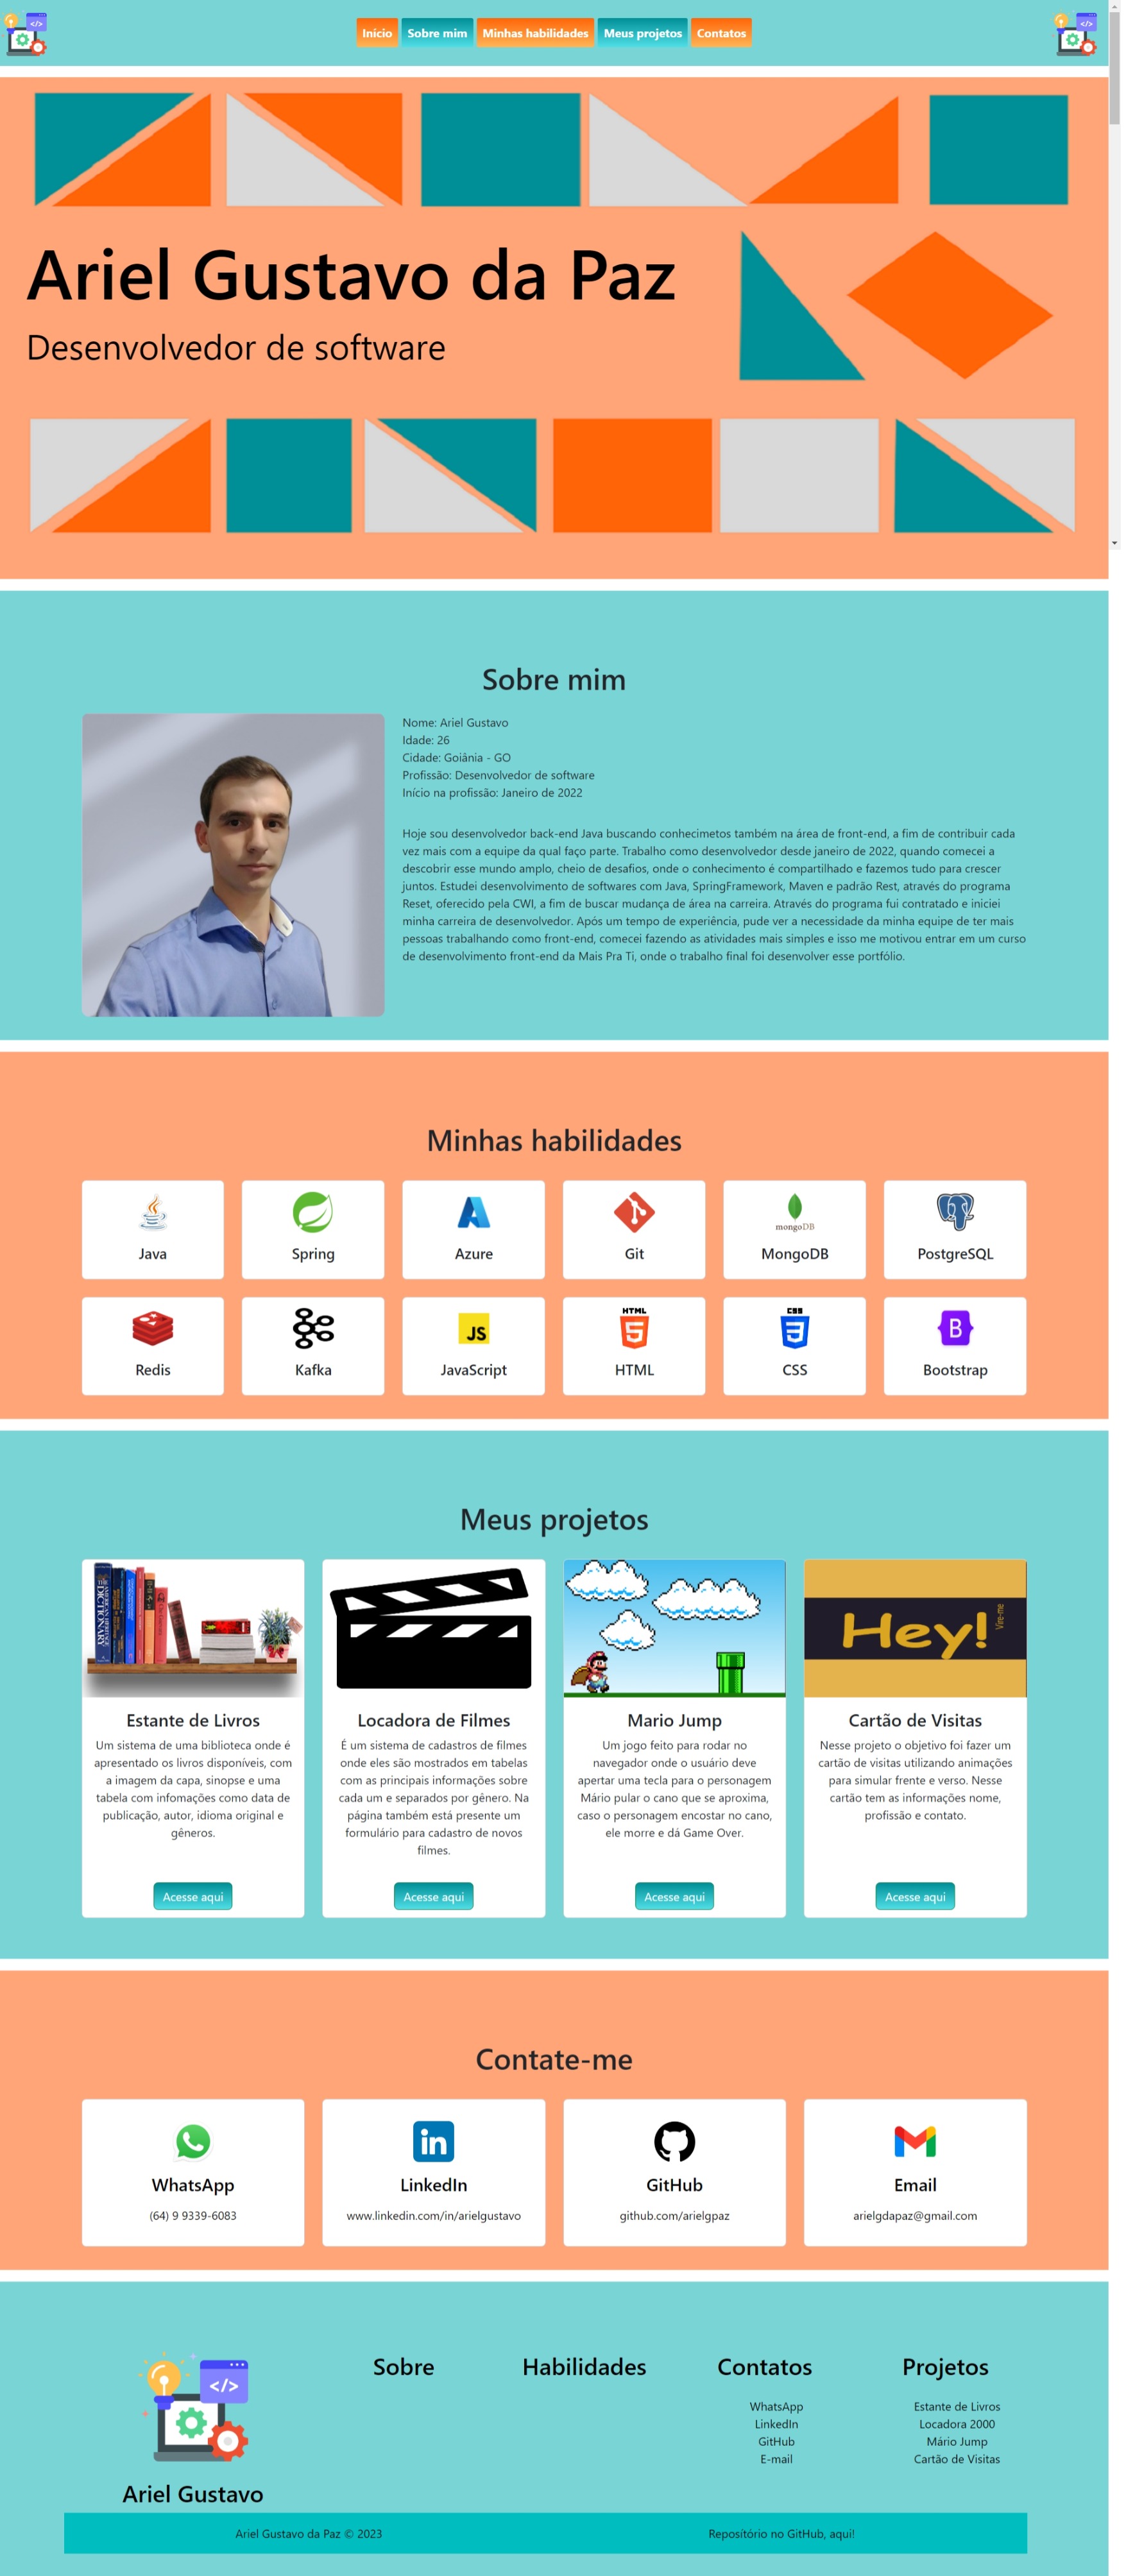 Início Sobre mim Minhas habilidades Meus projetos Contatos
Ariel Gustavo da Paz
Desenvolvedor de software
Sobre mim
Nome: Ariel Gustavo
Idade: 26
Cidade: Goiânia - GO
Profissão: Desenvolvedor de software
Início na profissão: Janeiro de 2022
Hoje sou desenvolvedor back-end Java buscando conhecimetos também na área de front-end, a fim de contribuir cada
vez mais com a equipe da qual faço parte. Trabalho como desenvolvedor desde janeiro de 2022, quando comecei a
descobrir esse mundo amplo, cheio de desafios, onde o conhecimento é compartilhado e fazemos tudo para crescer
juntos. Estudei desenvolvimento de softwares com Java, SpringFramework, Maven e padrão Rest, através do programa
Reset, oferecido pela CWI, a fim de buscar mudança de área na carreira. Através do programa fui contratado e iniciei
minha carreira de desenvolvedor. Após um tempo de experiência, pude ver a necessidade da minha equipe de ter mais
pessoas trabalhando como front-end, comecei fazendo as atividades mais simples e isso me motivou entrar em um curso
de desenvolvimento front-end da Mais Pra Ti, onde o trabalho final foi desenvolver esse portfólio.
Minhas habilidades
mongoDB
Java Spring Azure Git MongoDB PostgreSQL
JS HTML 5 CSS 3 B
Redis Kafka JavaScript HTML CSS Bootstrap
Meus projetos
DICTIONARY
Hey!
Vire-me
Estante de Livros
Um sistema de uma biblioteca onde é
apresentado os livros disponíveis, com
a imagem da capa, sinopse e uma
tabela com infomações como data de
publicação, autor, idioma original e
gêneros.
Acesse aqui
Locadora de Filmes
É um sistema de cadastros de filmes
onde eles são mostrados em tabelas
com as principais informações sobre
cada um e separados por gênero. Na
página também está presente um
formulário para cadastro de novos
filmes.
Acesse aqui
Mario Jump
Um jogo feito para rodar no
navegador onde o usuário deve
apertar uma tecla para o personagem
Mário pular o cano que se aproxima,
caso o personagem encostar no cano,
ele morre e dá Game Over.
Acesse aqui
Cartão de Visitas
Nesse projeto o objetivo foi fazer um
cartão de visitas utilizando animações
para simular frente e verso. Nesse
cartão tem as informações nome,
profissão e contato.
Acesse aqui
Contate-me
in
WhatsApp LinkedIn GitHub Email
(64) 9 9339-6083 www.linkedin.com/in/arielgustavo github.com/arielgpaz arielgdapaz@gmail.com
</>
Ariel Gustavo
Sobre
Habilidades
Contatos
WhatsApp
LinkedIn
GitHub
E-mail
Projetos
Estante de Livros
Locadora 2000
Mário Jump
Cartão de Visitas
Ariel Gustavo da Paz © 2023
Reposítório no GitHub, aqui!